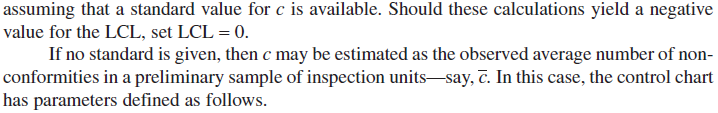 assuming that a standard value for c is available. Should these calculations yield a negative
value for the LCL, set LCL = 0.
If no standard is given, then c may be estimated as the observed average number of non-
conformities in a preliminary sample of inspection units—say, c̅. In this case, the control chart
has parameters defined as follows.